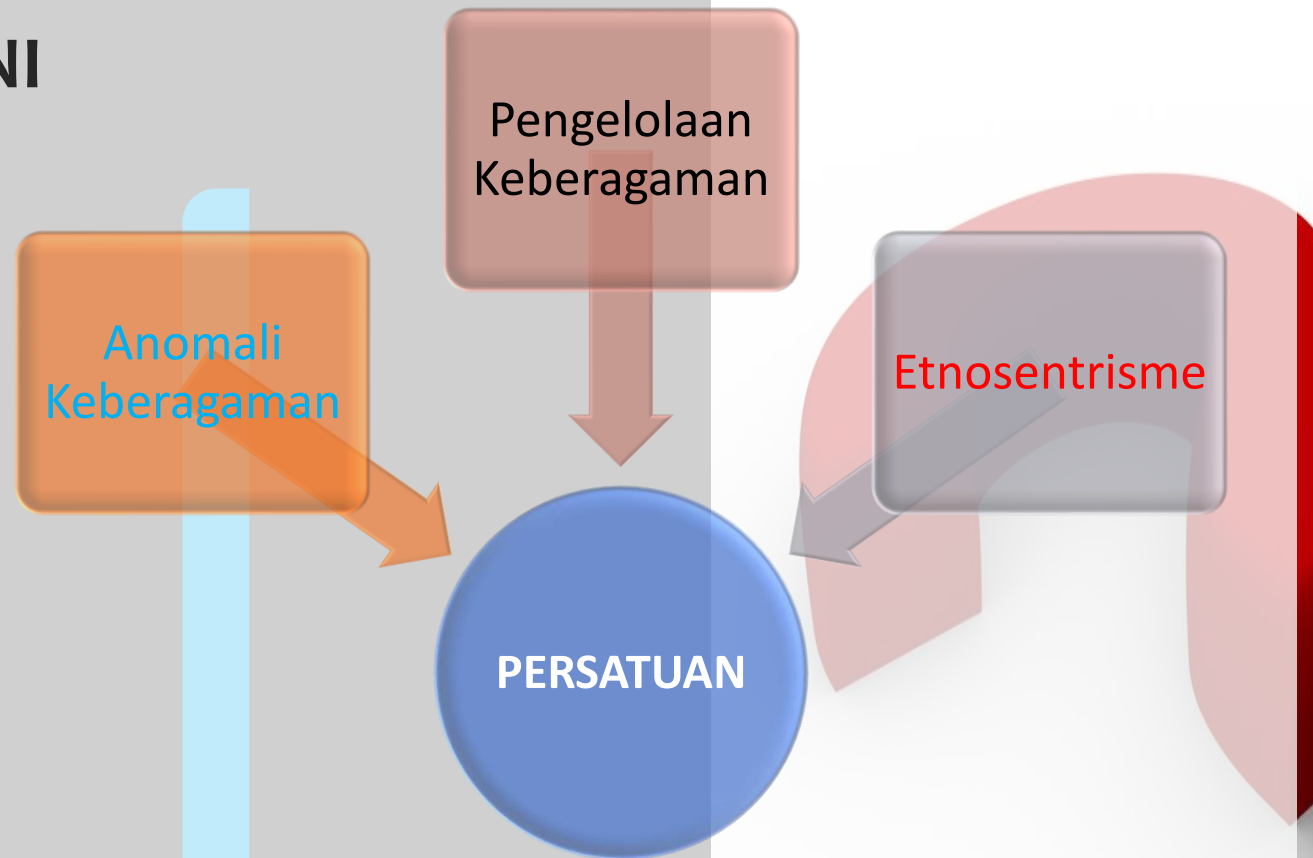 NI
Pengelolaan
Keberagaman
Anomali
Keberagaman
Etnosentrisme
PERSATUAN